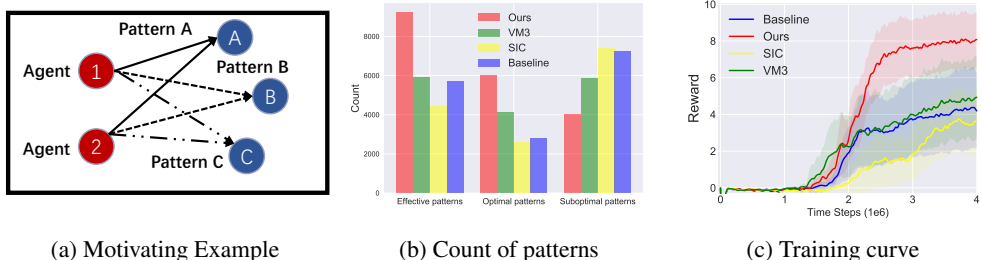 Pattern A
A
Agent
1
Pattern B
B
Agent
2
Pattern C
C
(a) Motivating Example
Count
8000
6000
4000
2000
0
Ours
VM3
SIC
Baseline
Effective patterns
Optimal patterns
Suboptimal patterns
(b) Count of patterns
Reward
10
8
6
4
2
0
Baseline
Ours
SIC
VM3
0
1
2
3
4
Time Steps (1e6)
(c) Training curve